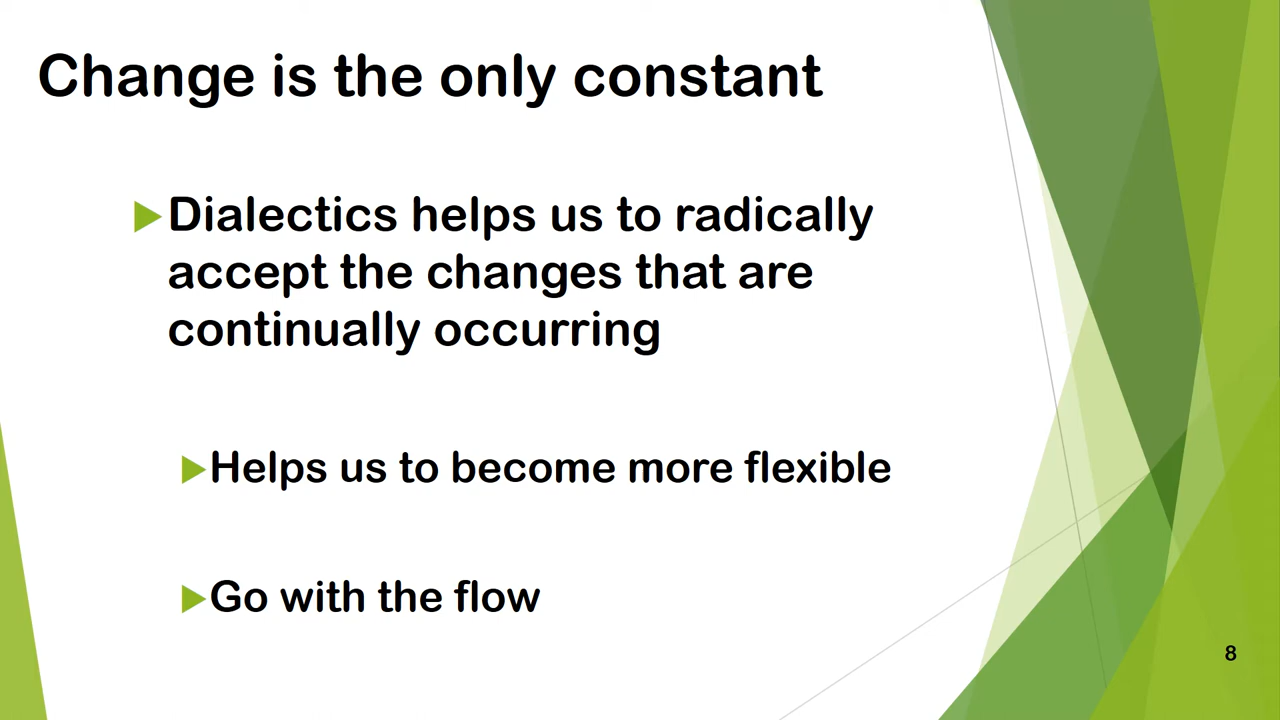 Change is the only constant
Dialectics helps us to radically
accept the changes that are
continually occurring
Helps us to become more flexible
Go with the flow
8